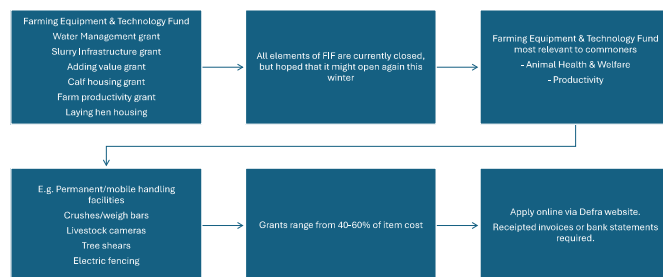 Farming Equipment & Technology Fund
Water Management grant
Slurry Infrastructure grant
Adding value grant
Calf housing grant
Farm productivity grant
Laying hen housing
All elements of FIF are currently closed,
but hoped that it might open again this
winter
Farming Equipment & Technology Fund
most relevant to commoners
- Animal Health & Welfare
- Productivity
E.g. Permanent/mobile handling
facilities
Crushes/weigh bars
Livestock cameras
Tree shears
Electric fencing
Grants range from 40-60% of item cost
Apply online via Defra website.
Receipted invoices or bank statements
required.